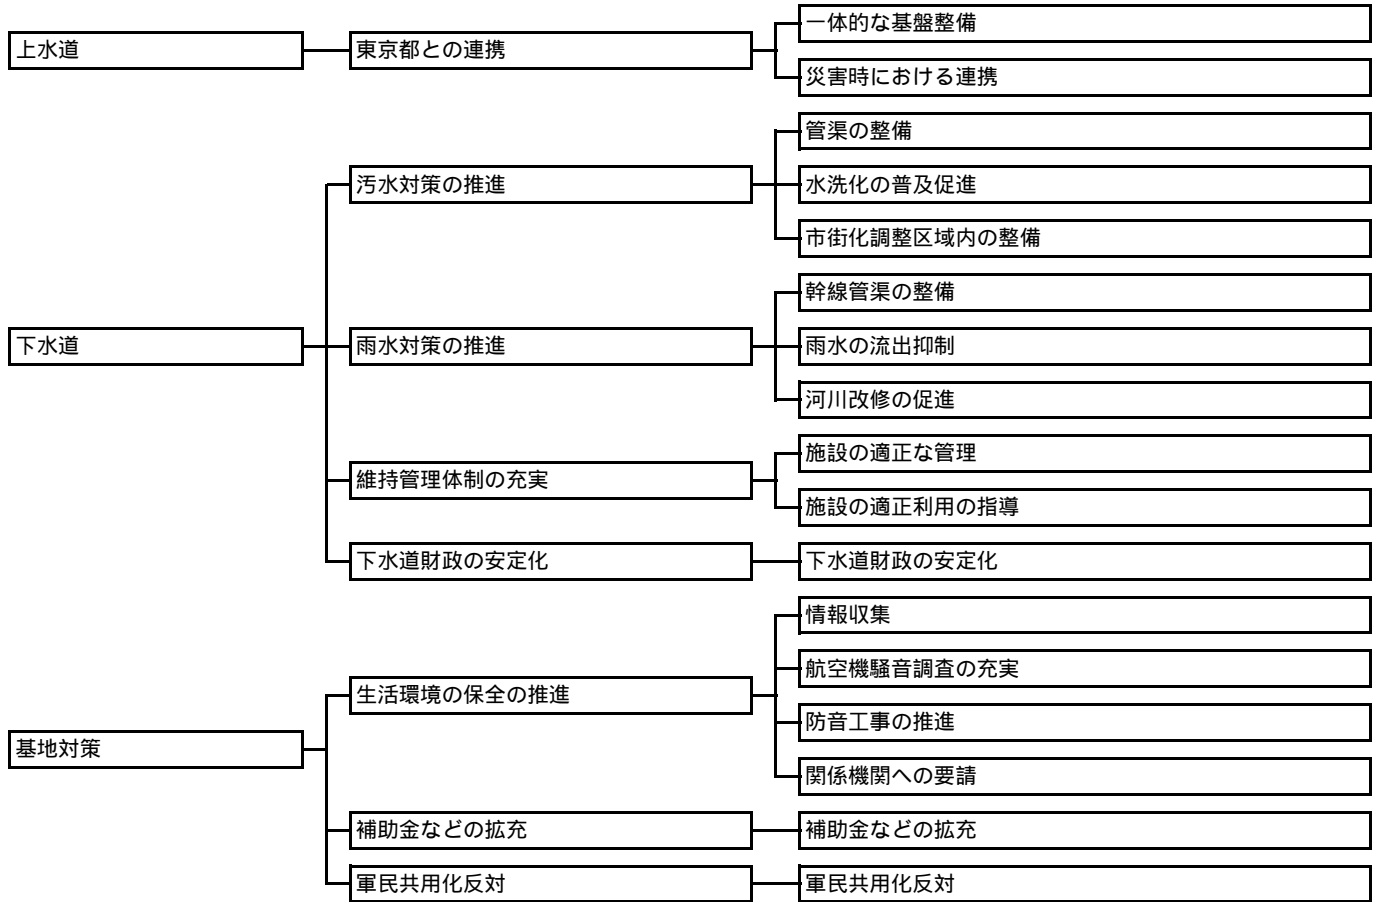 一体的な基盤整備
上水道
東京都との連携
災害時における連携
管渠の整備
汚水対策の推進
水洗化の普及促進
市街化調整区域内の整備
幹線管渠の整備
下水道
雨水対策の推進
雨水の流出抑制
河川改修の促進
施設の適正な管理
維持管理体制の充実
施設の適正利用の指導
下水道財政の安定化
下水道財政の安定化
情報収集
航空機騒音調査の充実
生活環境の保全の推進
防音工事の推進
基地対策
関係機関への要請
補助金などの拡充
補助金などの拡充
軍民共用化反対
軍民共用化反対